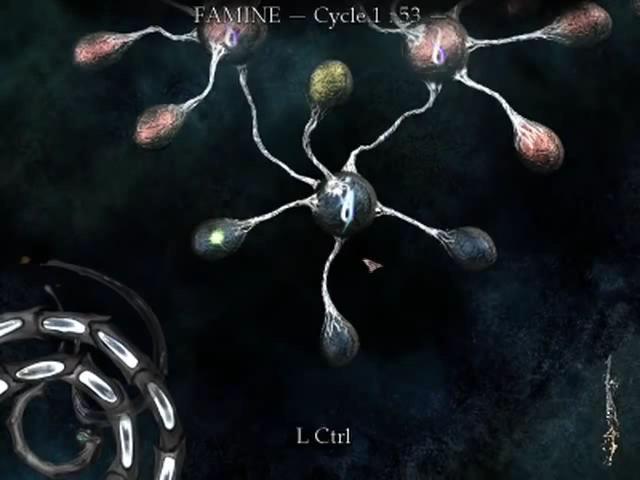 FAMINE — Cycle 1 : 53 —
L Ctrl